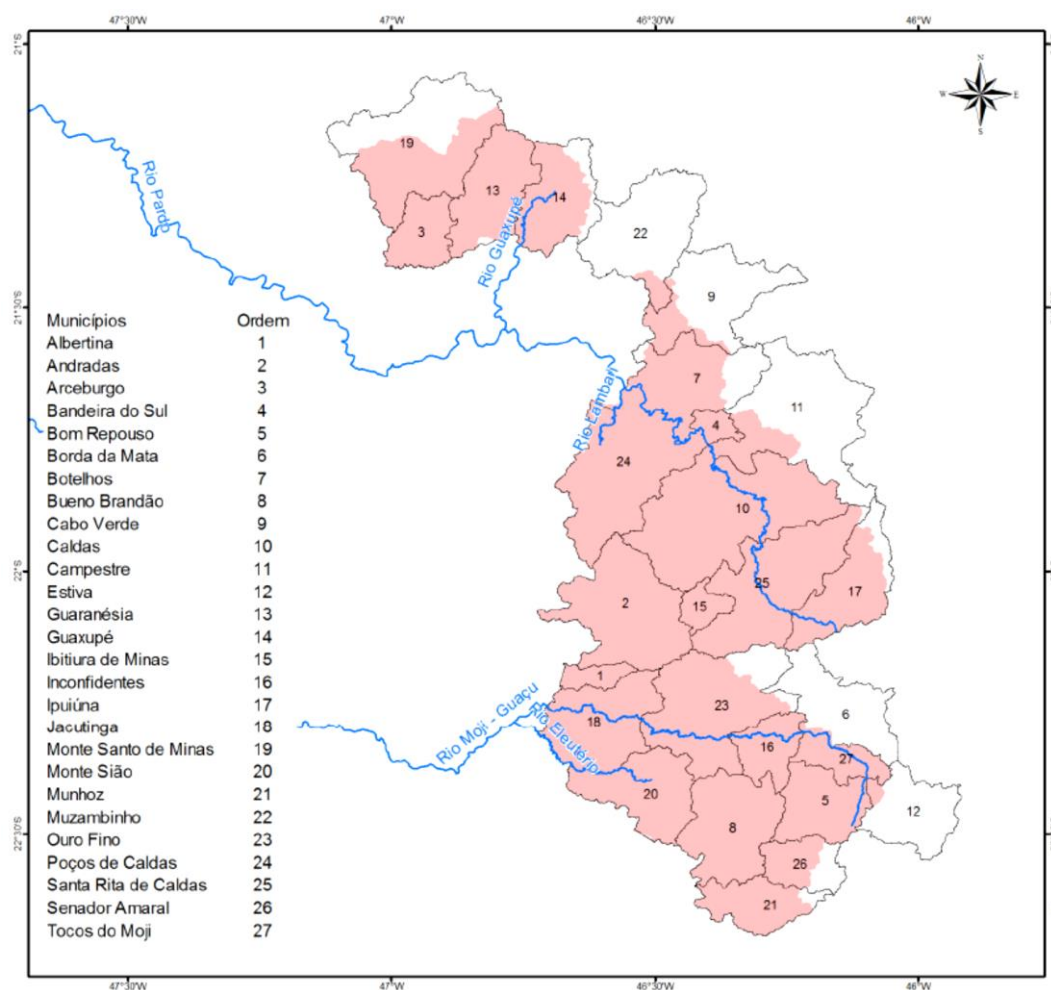 47°30'W 47°W 46°30'W 46°W
21°S
N
W E
S
19
13
14
3
22
9
7
11
4
24
10
2
15
25
17
1
23
6
18
16
27
20
5
12
8
26
21
Rio Pardo
Rio Guaxupé
Rio Lambari
Rio Moji - Guaçu
Rio Eleutério
21°30'S
22°S
22°30'S
Municípios Ordem
Albertina 1
Andradas 2
Arceburgo 3
Bandeira do Sul 4
Bom Repouso 5
Borda da Mata 6
Botelhos 7
Bueno Brandão 8
Cabo Verde 9
Caldas 10
Campestre 11
Estiva 12
Guaranésia 13
Guaxupé 14
Ibitiura de Minas 15
Inconfidentes 16
Ipuiúna 17
Jacutinga 18
Monte Santo de Minas 19
Monte Sião 20
Munhoz 21
Muzambinho 22
Ouro Fino 23
Poços de Caldas 24
Santa Rita de Caldas 25
Senador Amaral 26
Tocos do Moji 27
47°30'W 47°W 46°30'W 46°W